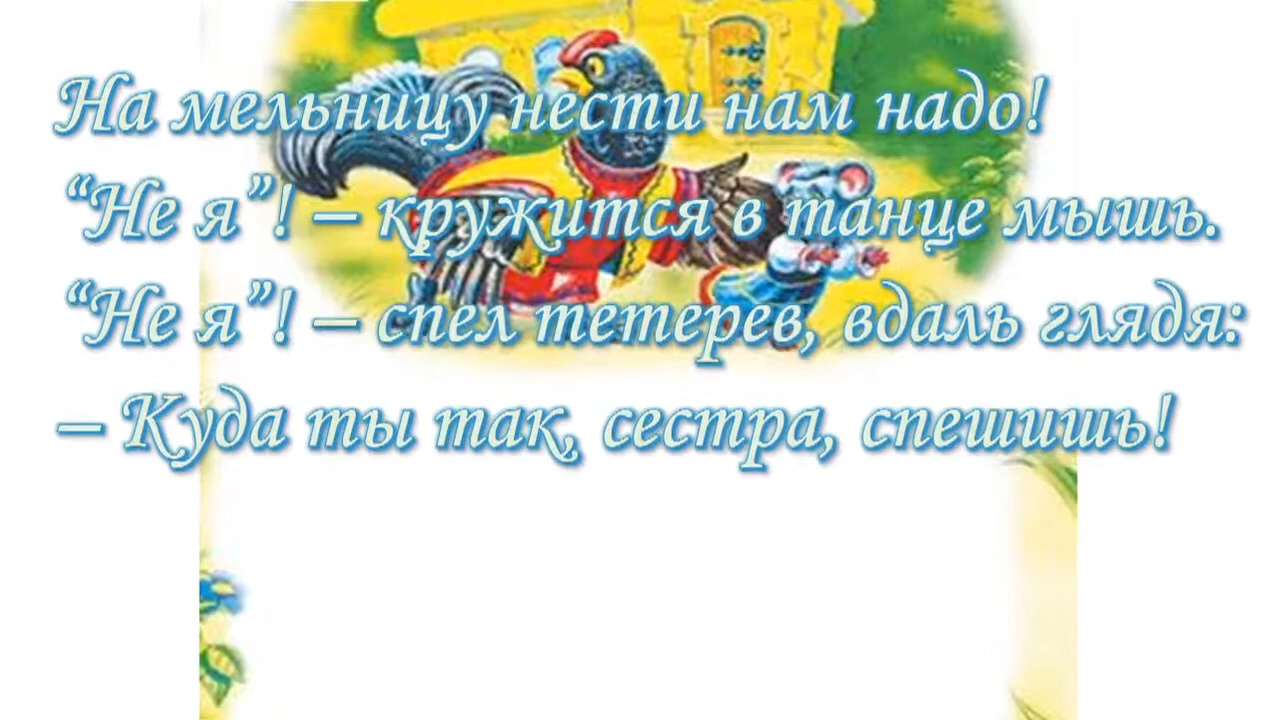 На мельницу нести нам надо!
“Не я”! – кружится в танце мышь.
“Не я”! – спел тетерев, вдаль глядя:
– Куда ты так, сестра, спешишь!